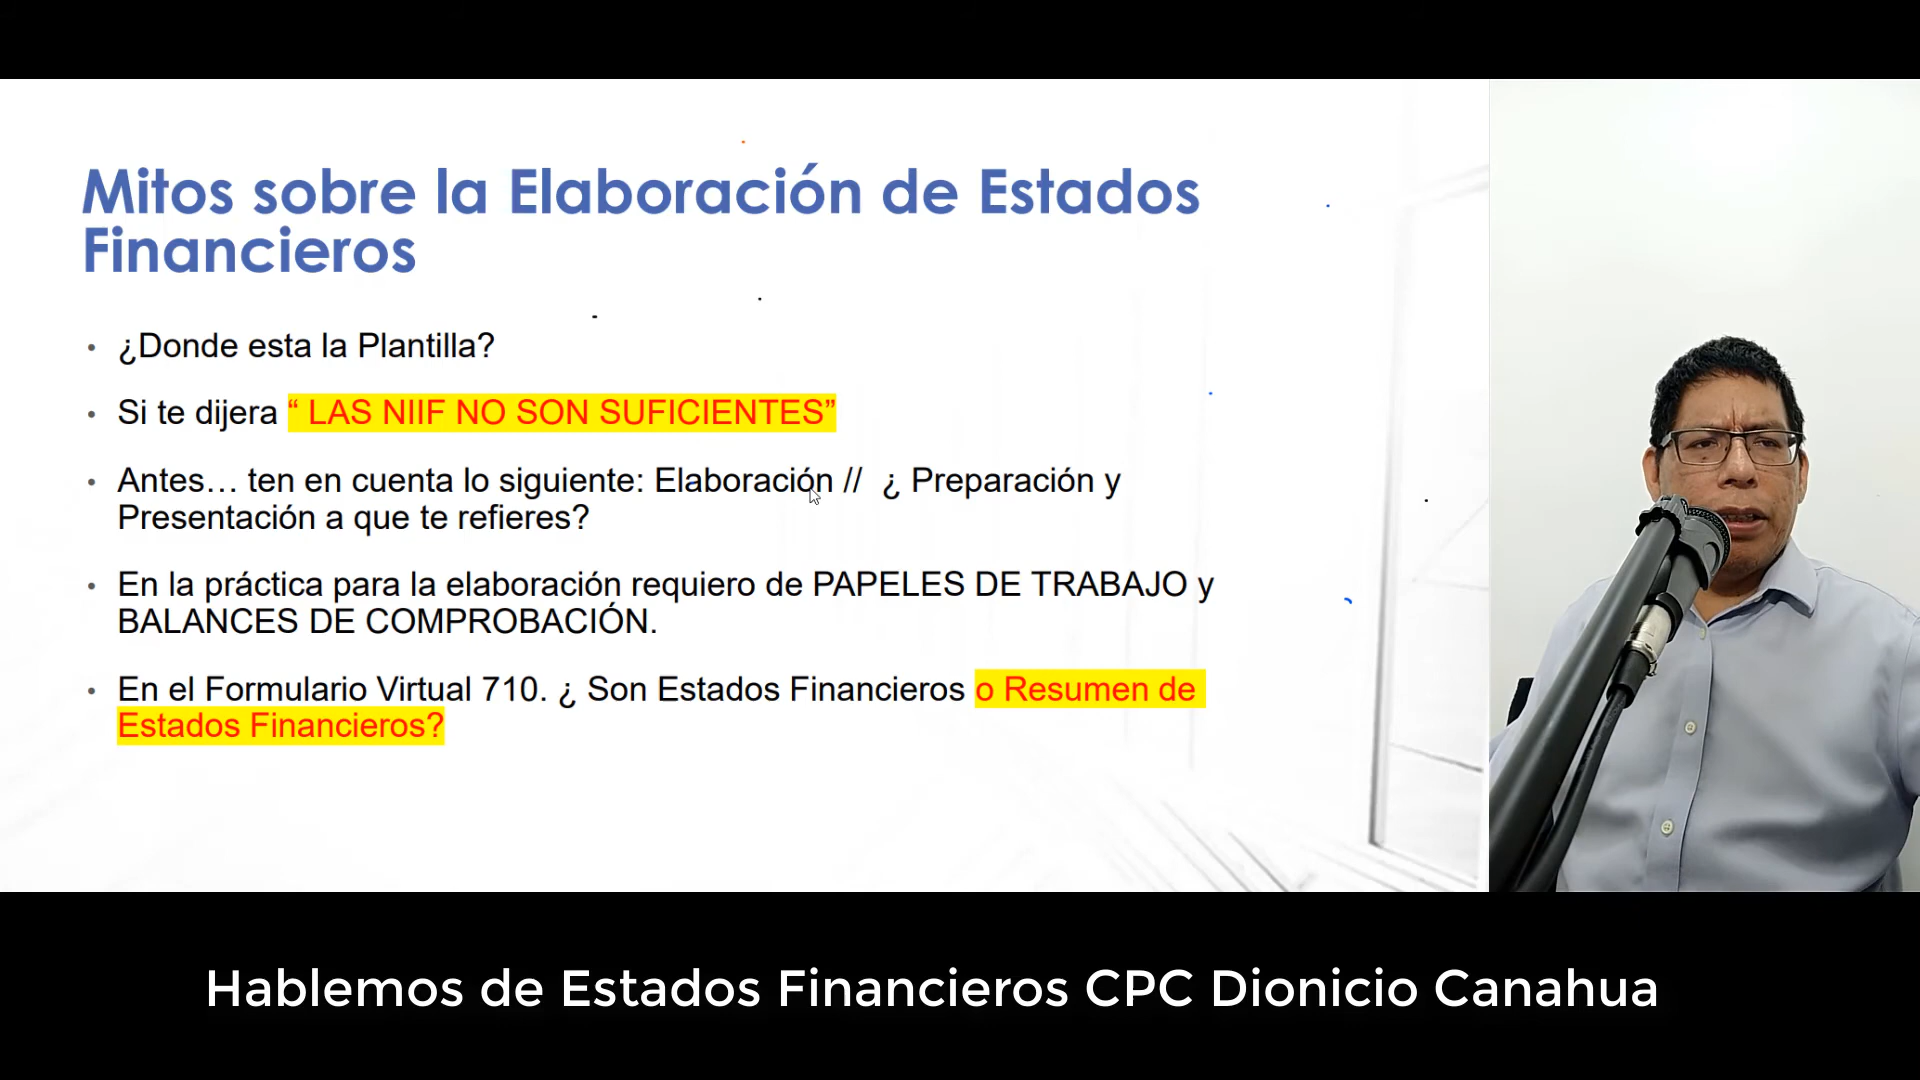 Mitos sobre la Elaboración de Estados
Financieros
• ¿Donde esta la Plantilla?
• Si te dijera “ LAS NIIF NO SON SUFICIENTES”
• Antes… ten en cuenta lo siguiente: Elaboración // ¿ Preparación y
Presentación a que te refieres?
• En la práctica para la elaboración requiero de PAPELES DE TRABAJO y
BALANCES DE COMPROBACIÓN.
• En el Formulario Virtual 710. ¿ Son Estados Financieros o Resumen de
Estados Financieros?
Hablemos de Estados Financieros CPC Dionicio Canahua